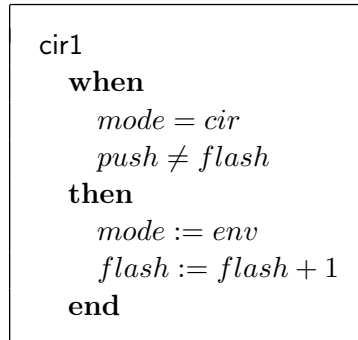 cir1
when
mode = cir
push ≠ flash
then
mode := env
flash := flash + 1
end